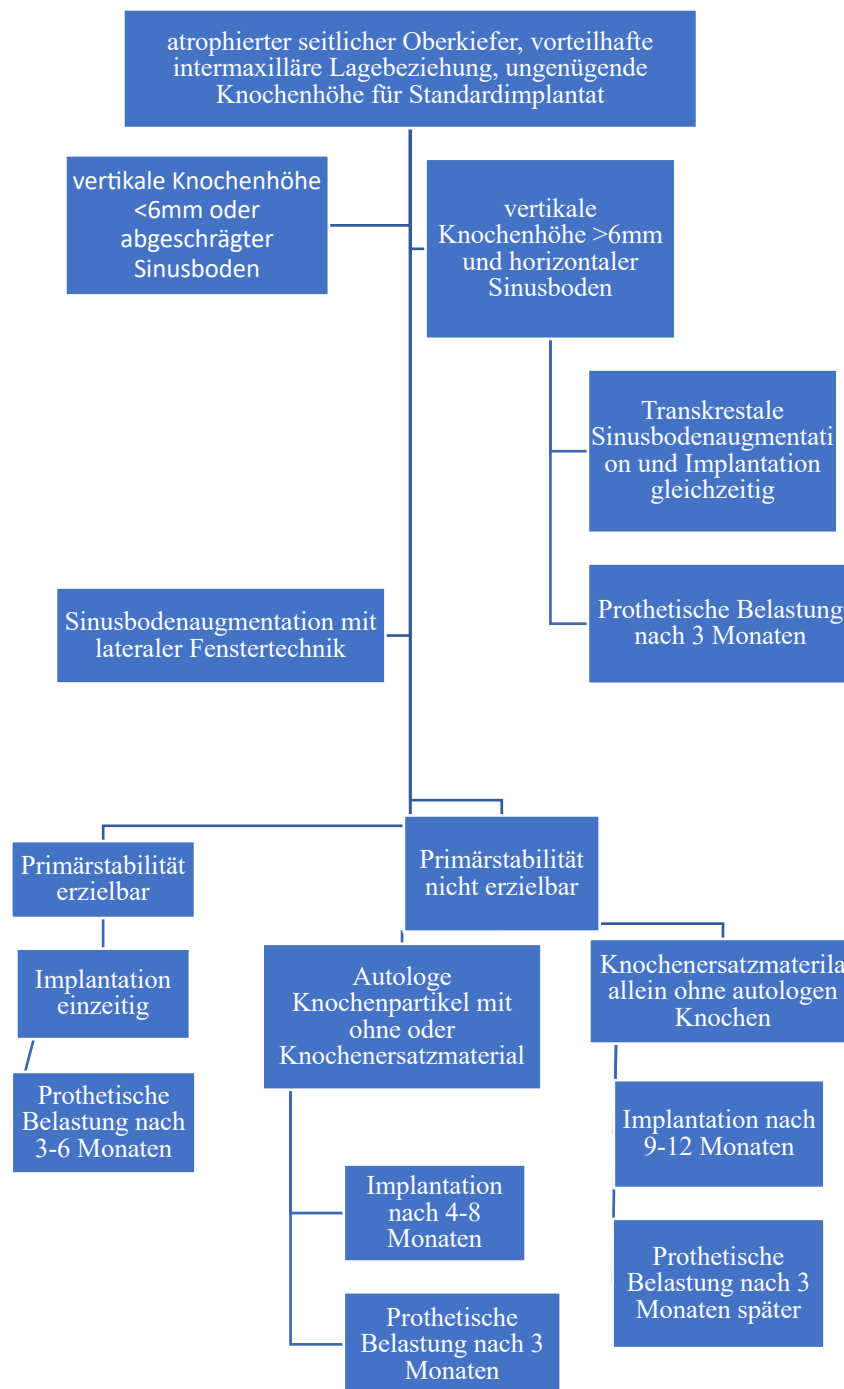 atrophierter seitlicher Oberkiefer, vorteilhafte
intermaxilläre Lagebeziehung, ungenügende
Knochenhöhe für Standardimplantat
vertikale Knochenhöhe
<6mm oder
abgeschrägter
Sinusboden
vertikale
Knochenhöhe >6mm
und horizontaler
Sinusboden
Transkrestale
Sinusbodenaugmentati
on und Implantation
gleichzeitig
Sinusbodenaugmentation mit
lateraler Fenstertechnik
Prothetische Belastung
nach 3 Monaten
Primärstabilität
erzielbar
Primärstabilität
nicht erzielbar
Implantation
einzeitig
Autologe
Knochenpartikel mit
ohne oder
Knochenersatzmaterial
Knochenersatzmaterila
allein ohne autologen
Knochen
Prothetische
Belastung nach
3-6 Monaten
Implantation nach
9-12 Monaten
Implantation
nach 4-8
Monaten
Prothetische
Belastung nach 3
Monaten später
Prothetische
Belastung nach 3
Monaten